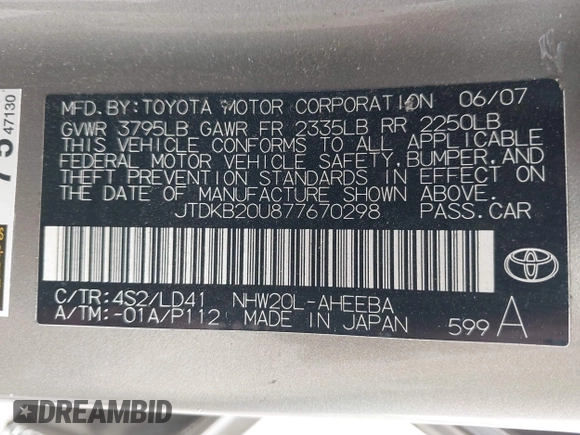 MFD. BY: TOYOTA MOTOR CORPORATION 06/07
GVWR 3795LB GAWR FR 2335LB RR 2250LB
THIS VEHICLE CONFORMS TO ALL APPLICABLE
FEDERAL MOTOR VEHICLE SAFETY, BUMPER, AND
THEFT PREVENTION STANDARDS IN EFFECT ON
THE DATE OF MANUFACTURE SHOWN ABOVE.
JTDKB20U877670298 PASS. CAR
C/TR: 4S2/LD41 NHW20L-AHEEBA
A/TM: -01A/P112 MADE IN JAPAN 599 A
47130
DREAMBID